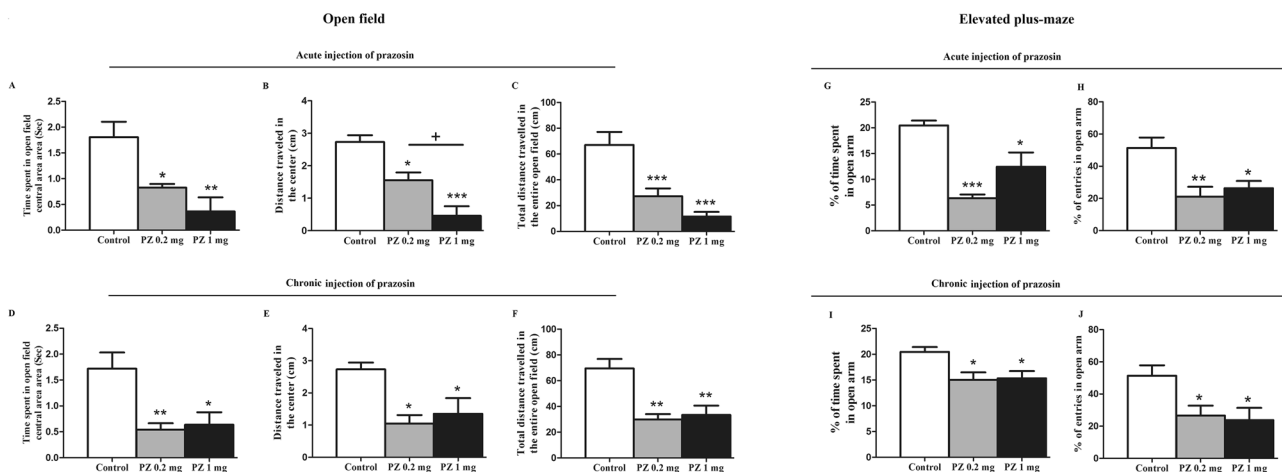 Open field
Elevated plus-maze
Acute injection of prazosin
Acute injection of prazosin
A
Time spent in open field
central area area (Sec)
2.5
2.0
1.5
1.0
0.5
0.0
*
**
Control PZ 0.2 mg PZ 1 mg
B
Distance traveled in
the center (cm)
4
3
2
1
0
+
*
***
Control PZ 0.2 mg PZ 1 mg
C
Total distance travelled in
the entire open field (cm)
100
80
60
40
20
0
***
***
Control PZ 0.2 mg PZ 1 mg
G
% of time spent
in open arm
25
20
15
10
5
0
***
*
Control PZ 0.2 mg PZ 1 mg
H
% of entries in open arm
80
60
40
20
0
**
*
Control PZ 0.2 mg PZ 1 mg
Chronic injection of prazosin
Chronic injection of prazosin
D
Time spent in open field
central area area (Sec)
2.5
2.0
1.5
1.0
0.5
0.0
**
*
Control PZ 0.2 mg PZ 1 mg
E
Distance traveled in
the center (cm)
4
3
2
1
0
*
*
Control PZ 0.2 mg PZ 1 mg
F
Total distance travelled in
the entire open field (cm)
100
80
60
40
20
0
**
**
Control PZ 0.2 mg PZ 1 mg
I
% of time spent
in open arm
25
20
15
10
5
0
*
*
Control PZ 0.2 mg PZ 1 mg
J
% of entries in open arm
80
60
40
20
0
*
*
Control PZ 0.2 mg PZ 1 mg